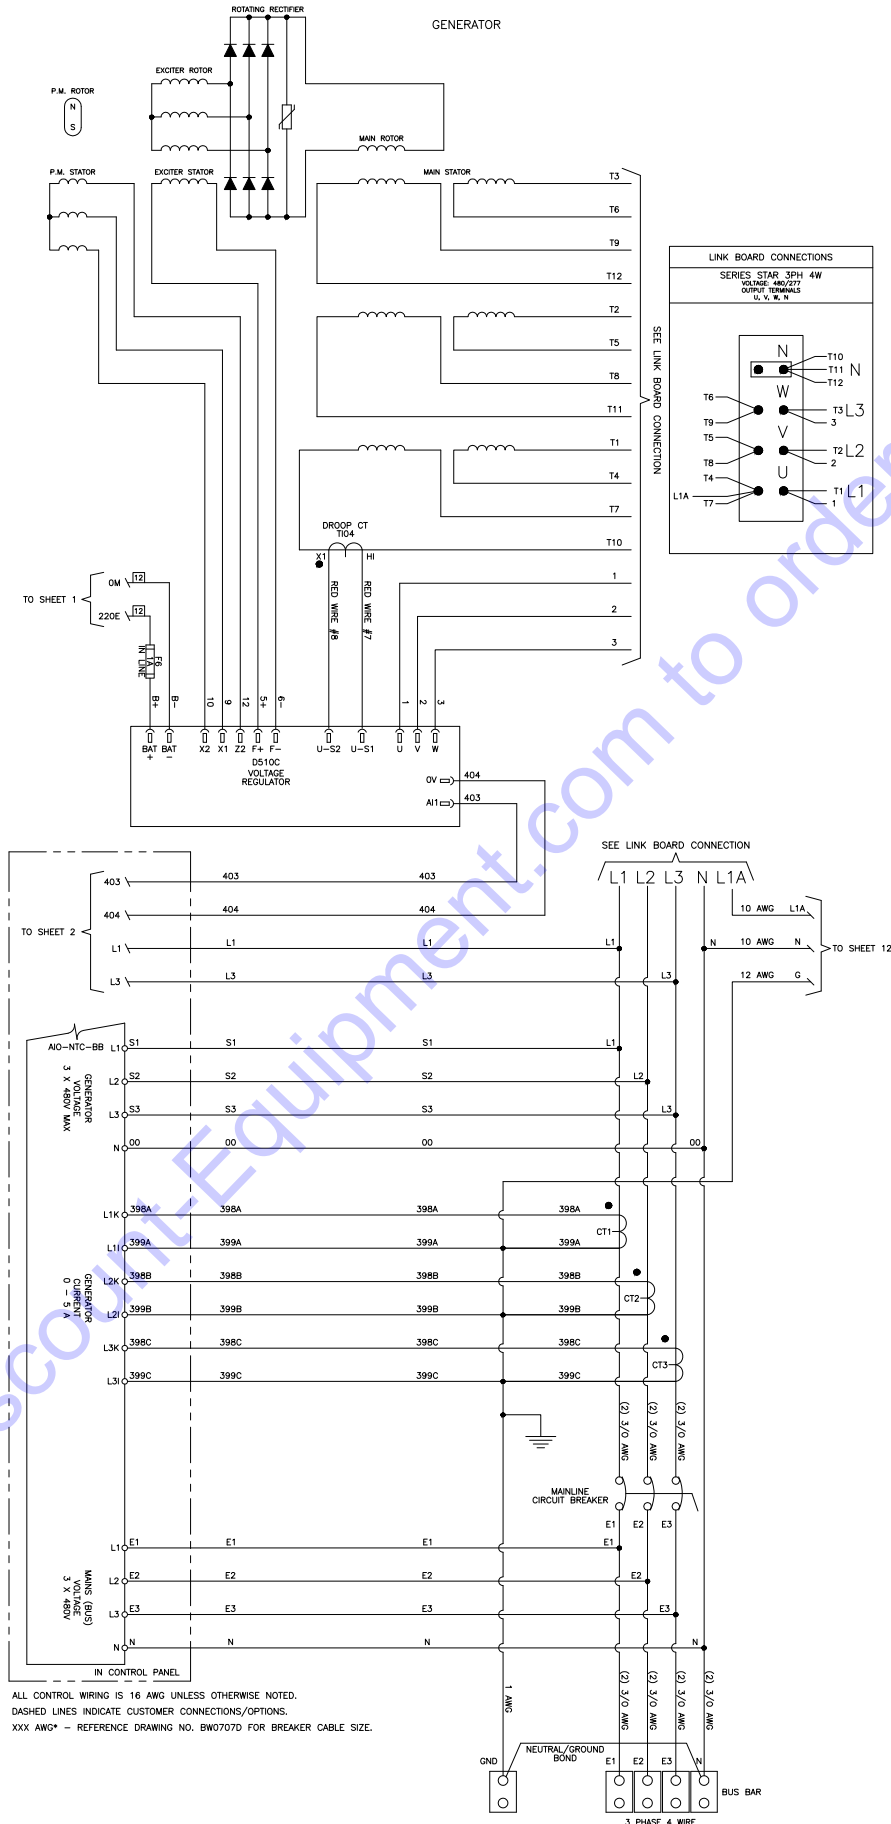 ROTATING RECTIFIER
GENERATOR
EXCITER ROTOR
P.M. ROTOR
N
S
MAIN ROTOR
P.M. STATOR
EXCITER STATOR
MAIN STATOR
T3
T6
T9
T12
T2
T5
T8
T11
T1
T4
T7
T10
1
2
3
SEE LINK BOARD CONNECTION
LINK BOARD CONNECTIONS
SERIES STAR 3PH 4W
VOLTAGE: 480/277
OUTPUT TERMINALS
U, V, W, N
N
T10
T11 N
T12
W
T6
T3 L3
T9
3
V
T5
T2 L2
T8
2
U
T4
T1 L1
L1A
T7
1
DROOP CT
TI04
X1
HI
RED WIRE #8
RED WIRE #7
TO SHEET 1
0M
12
220E
12
F6
1A
IN LINE
B+
B-
10
9
12
5+
6-
1
2
3
BAT +
BAT -
X2
X1
Z2
F+
F-
U-S2
U-S1
U
V
W
D510C
VOLTAGE
REGULATOR
0V
404
AI1
403
SEE LINK BOARD CONNECTION
L1 L2 L3 N L1A
403 403 403
404 404 404
TO SHEET 2
L1 L1 L1 L1
L3 L3 L3 L3
10 AWG L1A
N 10 AWG N
TO SHEET 12
12 AWG G
AIO-NTC-BB
GENERATOR
VOLTAGE
3 X 480V MAX
L1 S1 S1 S1 L1
L2 S2 S2 S2 L2
L3 S3 S3 S3 L3
N 00 00 00 00
GENERATOR
CURRENT
0 - 5 A
L1K 398A 398A 398A 398A
CT1
L1I 399A 399A 399A 399A
L2K 398B 398B 398B 398B
CT2
L2I 399B 399B 399B 399B
L3K 398C 398C 398C 398C
CT3
L3I 399C 399C 399C 399C
(2) 3/0 AWG
(2) 3/0 AWG
(2) 3/0 AWG
MAINLINE
CIRCUIT BREAKER
E1 E2 E3
MAINS (BUS)
VOLTAGE
3 X 480V
L1 E1 E1 E1 E1
L2 E2 E2 E2 E2
L3 E3 E3 E3 E3
N N N N N
IN CONTROL PANEL
1 AWG
(2) 3/0 AWG
(2) 3/0 AWG
(2) 3/0 AWG
(2) 3/0 AWG
ALL CONTROL WIRING IS 16 AWG UNLESS OTHERWISE NOTED.
DASHED LINES INDICATE CUSTOMER CONNECTIONS/OPTIONS.
XXX AWG* - REFERENCE DRAWING NO. BW0707D FOR BREAKER CABLE SIZE.
NEUTRAL/GROUND
BOND
GND
E1 E2 E3 N
BUS BAR
3 PHASE 4 WIRE
scount-Equipment.com to order